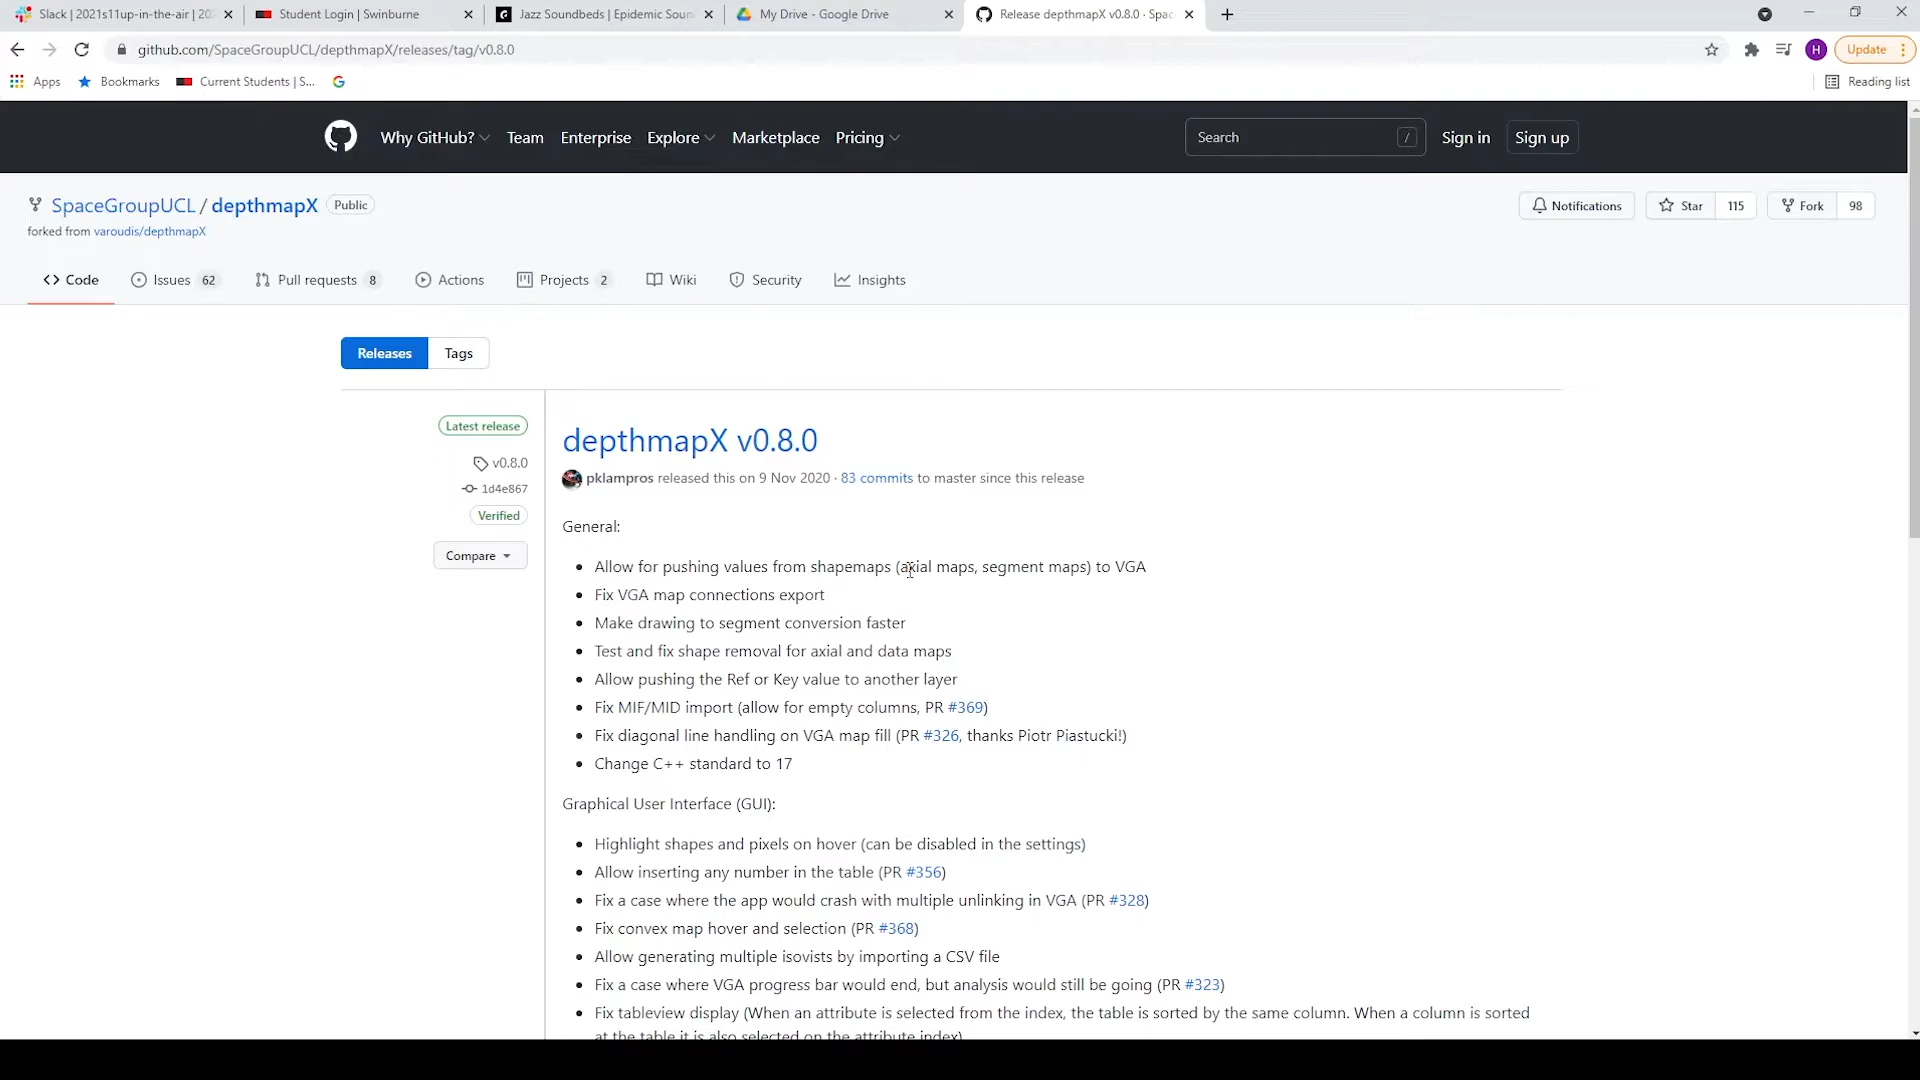 Slack | 2021s11up-in-the-air | 202
Student Login | Swinburne
Jazz Soundbeds | Epidemic Soun
My Drive - Google Drive
Release depthmapX v0.8.0 · Spac
github.com/SpaceGroupUCL/depthmapX/releases/tag/v0.8.0
H
Update
Apps
Bookmarks
Current Students | S...
Reading list
Why GitHub?
Team
Enterprise
Explore
Marketplace
Pricing
Search
/
Sign in
Sign up
SpaceGroupUCL / depthmapX
Public
Notifications
Star 115
Fork 98
forked from varoudis/depthmapX
Code
Issues 62
Pull requests 8
Actions
Projects 2
Wiki
Security
Insights
Releases
Tags
Latest release
v0.8.0
1d4e867
Verified
Compare
depthmapX v0.8.0
pklampros released this on 9 Nov 2020 · 83 commits to master since this release
General:
Allow for pushing values from shapemaps (axial maps, segment maps) to VGA
Fix VGA map connections export
Make drawing to segment conversion faster
Test and fix shape removal for axial and data maps
Allow pushing the Ref or Key value to another layer
Fix MIF/MID import (allow for empty columns, PR #369)
Fix diagonal line handling on VGA map fill (PR #326, thanks Piotr Piastucki!)
Change C++ standard to 17
Graphical User Interface (GUI):
Highlight shapes and pixels on hover (can be disabled in the settings)
Allow inserting any number in the table (PR #356)
Fix a case where the app would crash with multiple unlinking in VGA (PR #328)
Fix convex map hover and selection (PR #368)
Allow generating multiple isovists by importing a CSV file
Fix a case where VGA progress bar would end, but analysis would still be going (PR #323)
Fix tableview display (When an attribute is selected from the index, the table is sorted by the same column. When a column is sorted
at the table it is also selected on the attribute index)